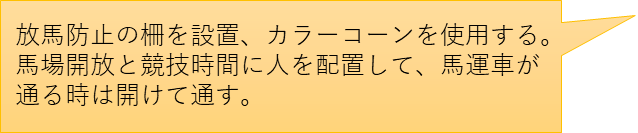 放馬防止の柵を設置、カラーコーンを使用する。
馬場開放と競技時間に人を配置して、馬運車が
通る時は開けて通す。